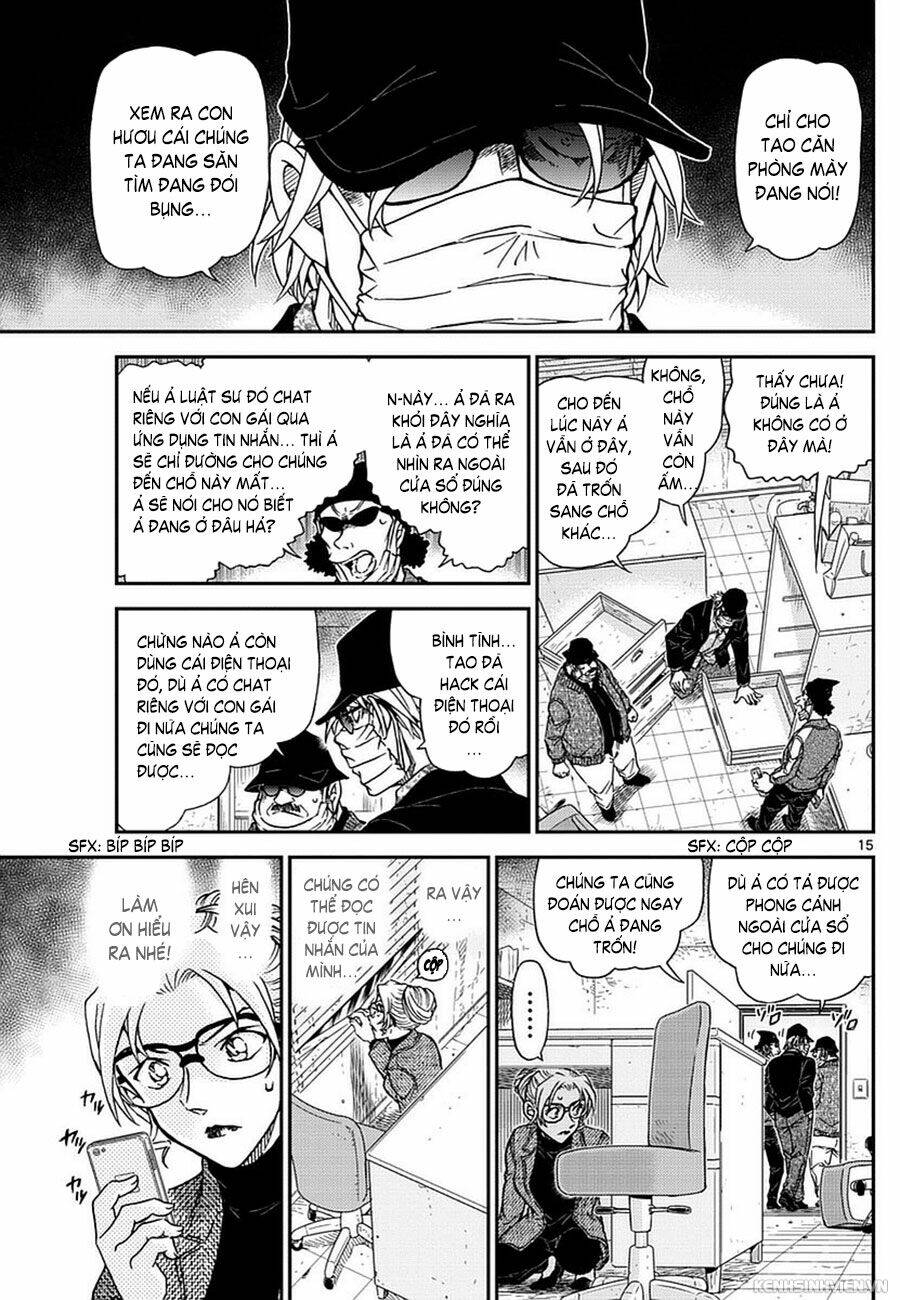 CHỈ CHO
TAO CĂN
PHÒNG MÀY
ĐANG NÓI!
XEM RA CON
HƯƠU CÁI CHÚNG
TA ĐANG SĂN
TÌM ĐANG ĐÓI
BỤNG...
THẤY CHƯA!
ĐÚNG LÀ Ả
KHÔNG CÓ Ở
ĐÂY MÀ!
KHÔNG,
CHỖ
NÀY
VẪN
CÒN
ẤM...
CHO ĐẾN
LÚC NÀY Ả
VẪN Ở ĐÂY,
SAU ĐÓ
ĐÃ TRỐN
SANG CHỖ
KHÁC...
N-NÀY... Ả ĐÃ RA
KHỎI ĐÂY NGHĨA
LÀ Ả ĐÃ CÓ THỂ
NHÌN RA NGOÀI
CỬA SỔ ĐÚNG
KHÔNG?
NẾU Ả LUẬT SƯ ĐÓ CHAT
RIÊNG VỚI CON GÁI QUA
ỨNG DỤNG TIN NHẮN... THÌ Ả
SẼ CHỈ ĐƯỜNG CHO CHÚNG
ĐẾN CHỖ NÀY MẤT...
Ả SẼ NÓI CHO NÓ BIẾT
Ả ĐANG Ở ĐÂU HẢ?
BÌNH TĨNH...
TAO ĐÃ
HACK CÁI
ĐIỆN THOẠI
ĐÓ RỒI
...
CHỪNG NÀO Ả CÒN
DÙNG CÁI ĐIỆN THOẠI
ĐÓ, DÙ Ả CÓ CHAT
RIÊNG VỚI CON GÁI
ĐI NỮA CHÚNG TA
CŨNG SẼ ĐỌC
ĐƯỢC...
15
SFX: CỘP CỘP
SFX: BÍP BÍP BÍP
DÙ Ả CÓ TẢ ĐƯỢC
PHONG CẢNH
NGOÀI CỬA SỔ
CHO CHÚNG ĐI
NỮA...
CHÚNG TA CŨNG
ĐOÁN ĐƯỢC NGAY
CHỖ Ả ĐANG
TRỐN!
......
RA VẬY
...
CỘP
CHÚNG CÓ
THỂ ĐỌC
ĐƯỢC TIN
NHẮN CỦA
MÌNH...
HÊN
XUI
VẬY...
LÀM
ƠN HIỂU
RA NHÉ!
KENHSINHVIEN.VN